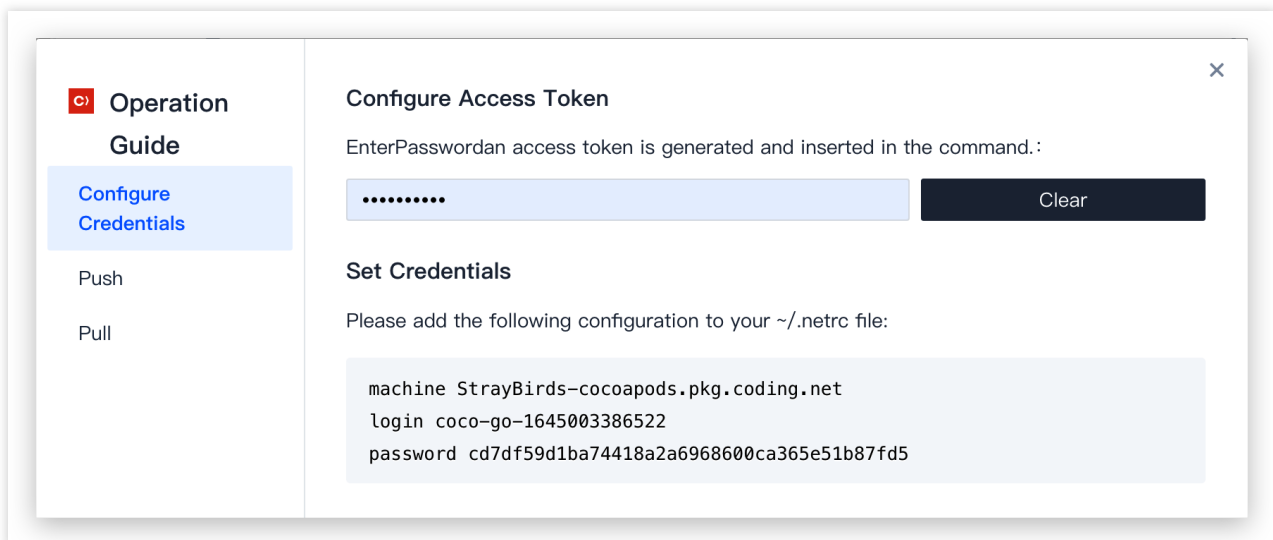 Operation
Guide
Configure
Credentials
Push
Pull
Configure Access Token
EnterPasswordan access token is generated and inserted in the command.：
••••••••••
Clear
Set Credentials
Please add the following configuration to your ~/.netrc file:
machine StrayBirds-cocoapods.pkg.coding.net
login coco-go-1645003386522
password cd7df59d1ba74418a2a6968600ca365e51b87fd5